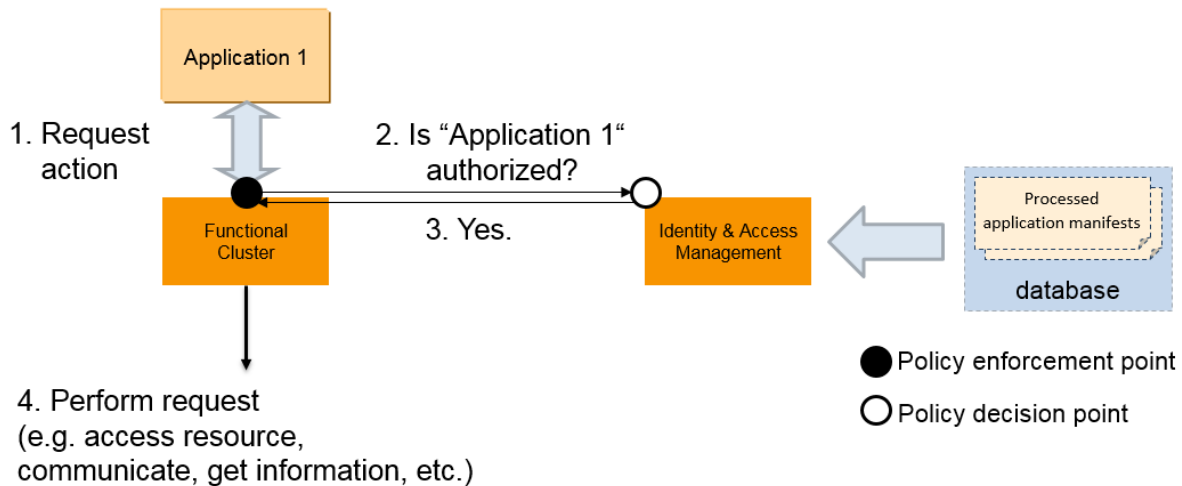 Application 1
1. Request
action
2. Is “Application 1“
authorized?
3. Yes.
Functional
Cluster
Identity & Access
Management
Processed
application manifests
database
Policy enforcement point
Policy decision point
4. Perform request
(e.g. access resource,
communicate, get information, etc.)